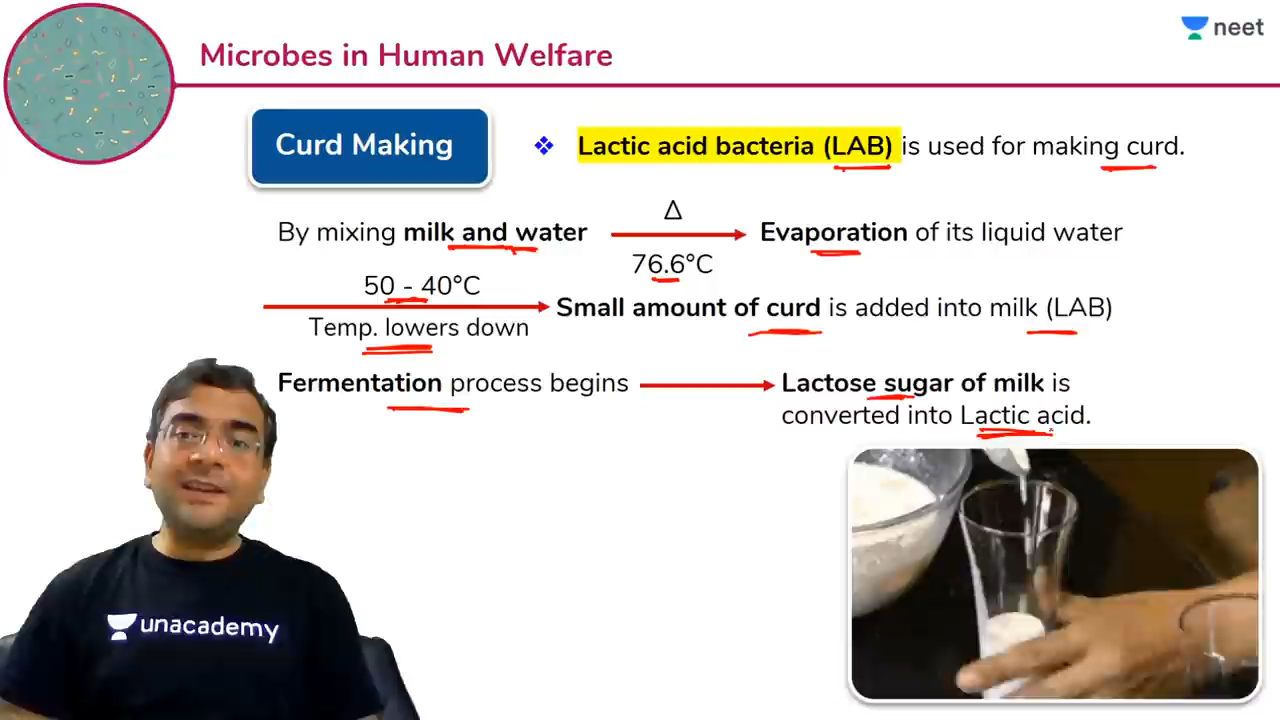 neet
Microbes in Human Welfare
Curd Making
❖ Lactic acid bacteria (LAB) is used for making curd.
Δ
By mixing milk and water
Evaporation of its liquid water
76.6°C
50 - 40°C
Small amount of curd is added into milk (LAB)
Temp. lowers down
Fermentation process begins
Lactose sugar of milk is
converted into Lactic acid.
unacademy